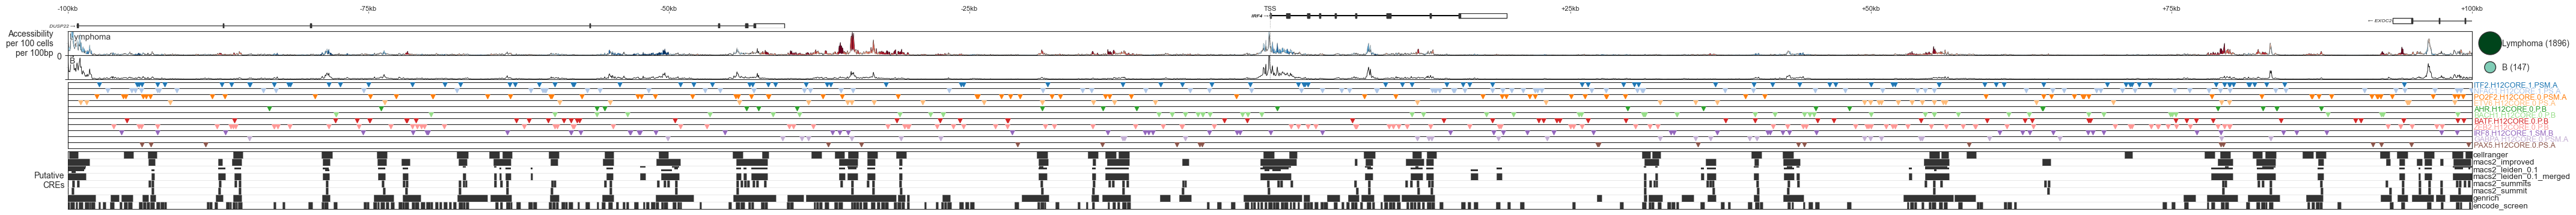 -100kb -75kb -50kb -25kb TSS +25kb +50kb +75kb +100kb
DUSP22 →
IRF4 →
← EXOC2
Accessibility
per 100 cells
per 100bp
0
Lymphoma
B
Lymphoma (1896)
B (147)
ITF2.H12CORE.1.PSM.A
PO2F2.H12CORE.0.PSM.A
AHR.H12CORE.0.P.B
BATF.H12CORE.0.P.B
IRF8.H12CORE.1.SM.B
PAX5.H12CORE.0.PS.A
Putative
CREs
cellranger
macs2_improved
macs2_leiden_0.1
macs2_leiden_0.1_merged
macs2_summits
macs2_summit
genrich
encode_screen